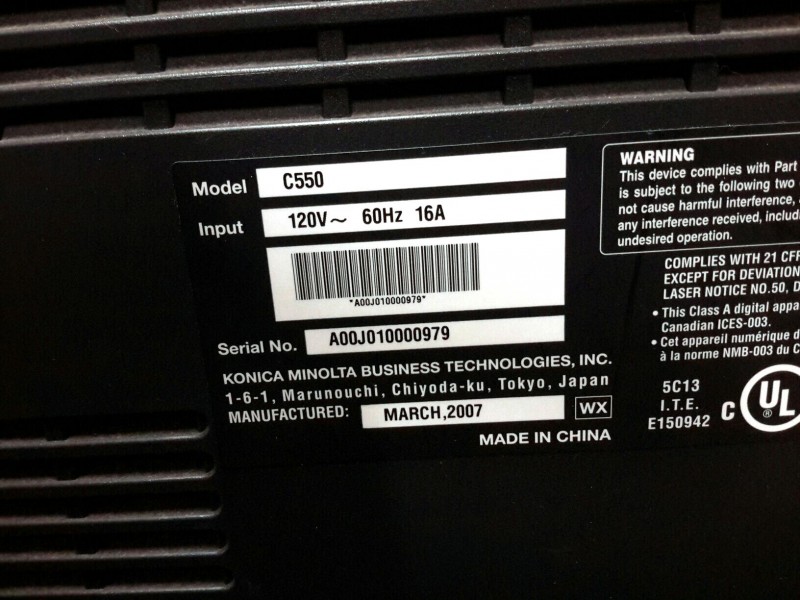 Model C550
Input 120V~ 60Hz 16A
*A00J010000979*
Serial No. A00J010000979
KONICA MINOLTA BUSINESS TECHNOLOGIES, INC.
1-6-1, Marunouchi, Chiyoda-ku, Tokyo, Japan
MANUFACTURED: MARCH,2007 WX
MADE IN CHINA
WARNING
This device complies with Part
is subject to the following two
not cause harmful interference,
any interference received,
undesired operation.
COMPLIES WITH 21 CFR
EXCEPT FOR
LASER NOTICE NO.50,
• This Class A digital
Canadian ICES-003.
• Cet appareil numérique
à la norme NMB-003 du
5C13
I.T.E.
E150942
C UL ®